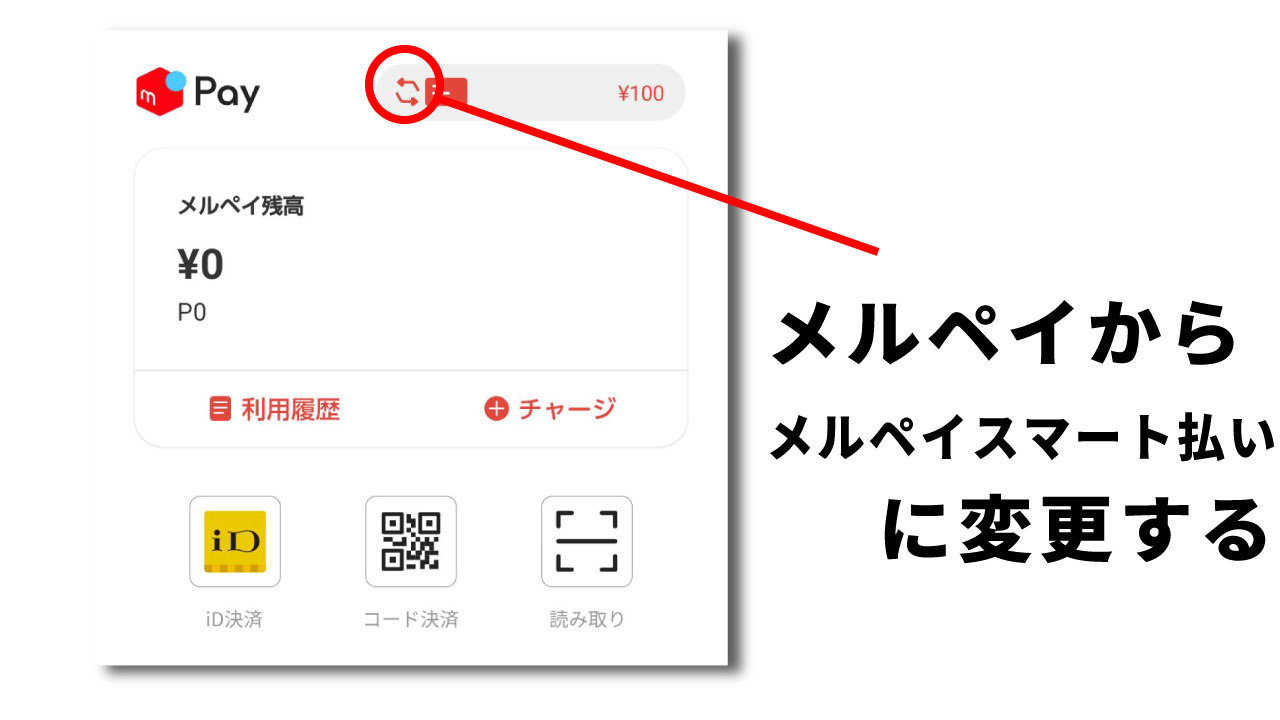 m Pay
¥100
メルペイ残高
¥0
P0
利用履歴
チャージ
iD
iD決済
コード決済
読み取り
メルペイから
メルペイスマート払い
に変更する